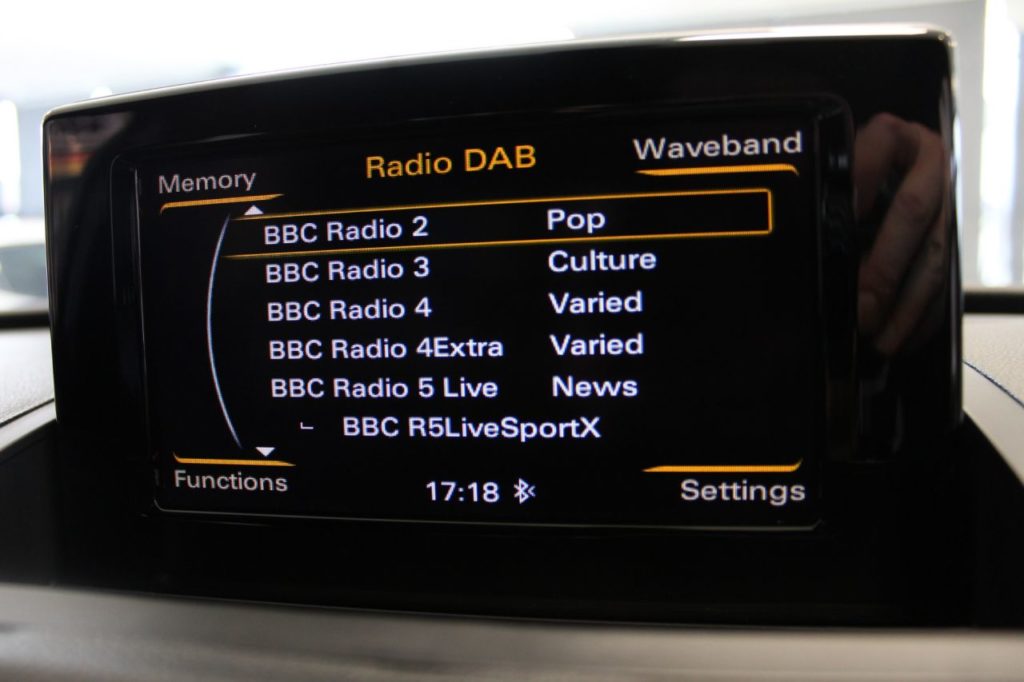 Radio DAB
Memory
Waveband
BBC Radio 2 Pop
BBC Radio 3 Culture
BBC Radio 4 Varied
BBC Radio 4Extra Varied
BBC Radio 5 Live News
BBC R5LiveSportX
Functions
17:18
Settings